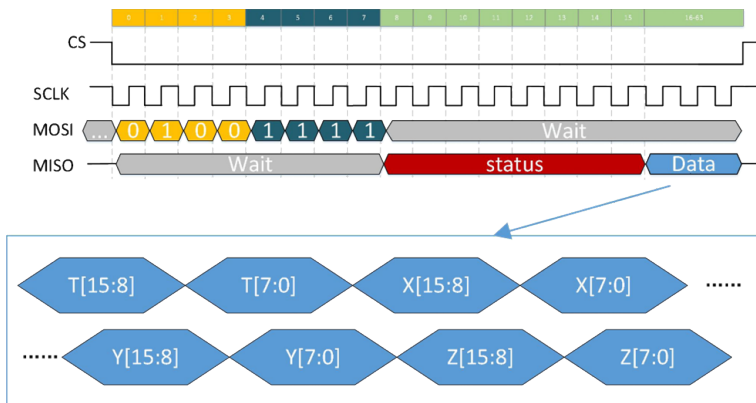 0 1 2 3 4 5 6 7 8 9 10 11 12 13 14 15 16-63
CS
SCLK
MOSI ... 0 1 0 0 1 1 1 1 Wait
MISO Wait status Data
T[15:8] T[7:0] X[15:8] X[7:0] ······
······ Y[15:8] Y[7:0] Z[15:8] Z[7:0]